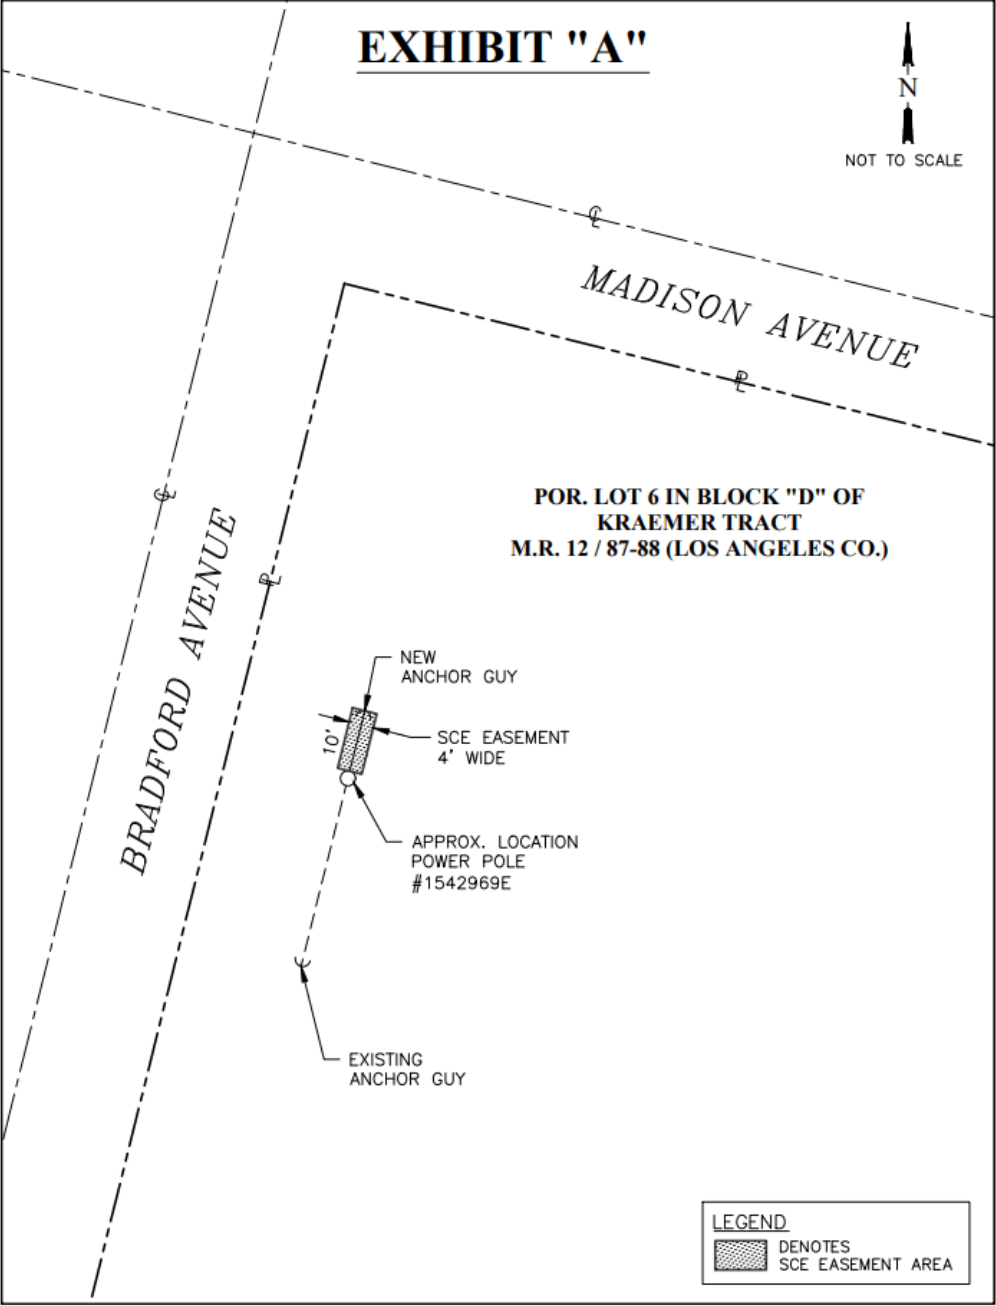 EXHIBIT "A"
N
NOT TO SCALE
MADISON AVENUE
POR. LOT 6 IN BLOCK "D" OF
KRAEMER TRACT
M.R. 12 / 87-88 (LOS ANGELES CO.)
BRADFORD AVENUE
NEW
ANCHOR GUY
10'
SCE EASEMENT
4' WIDE
APPROX. LOCATION
POWER POLE
#1542969E
EXISTING
ANCHOR GUY
LEGEND
DENOTES
SCE EASEMENT AREA